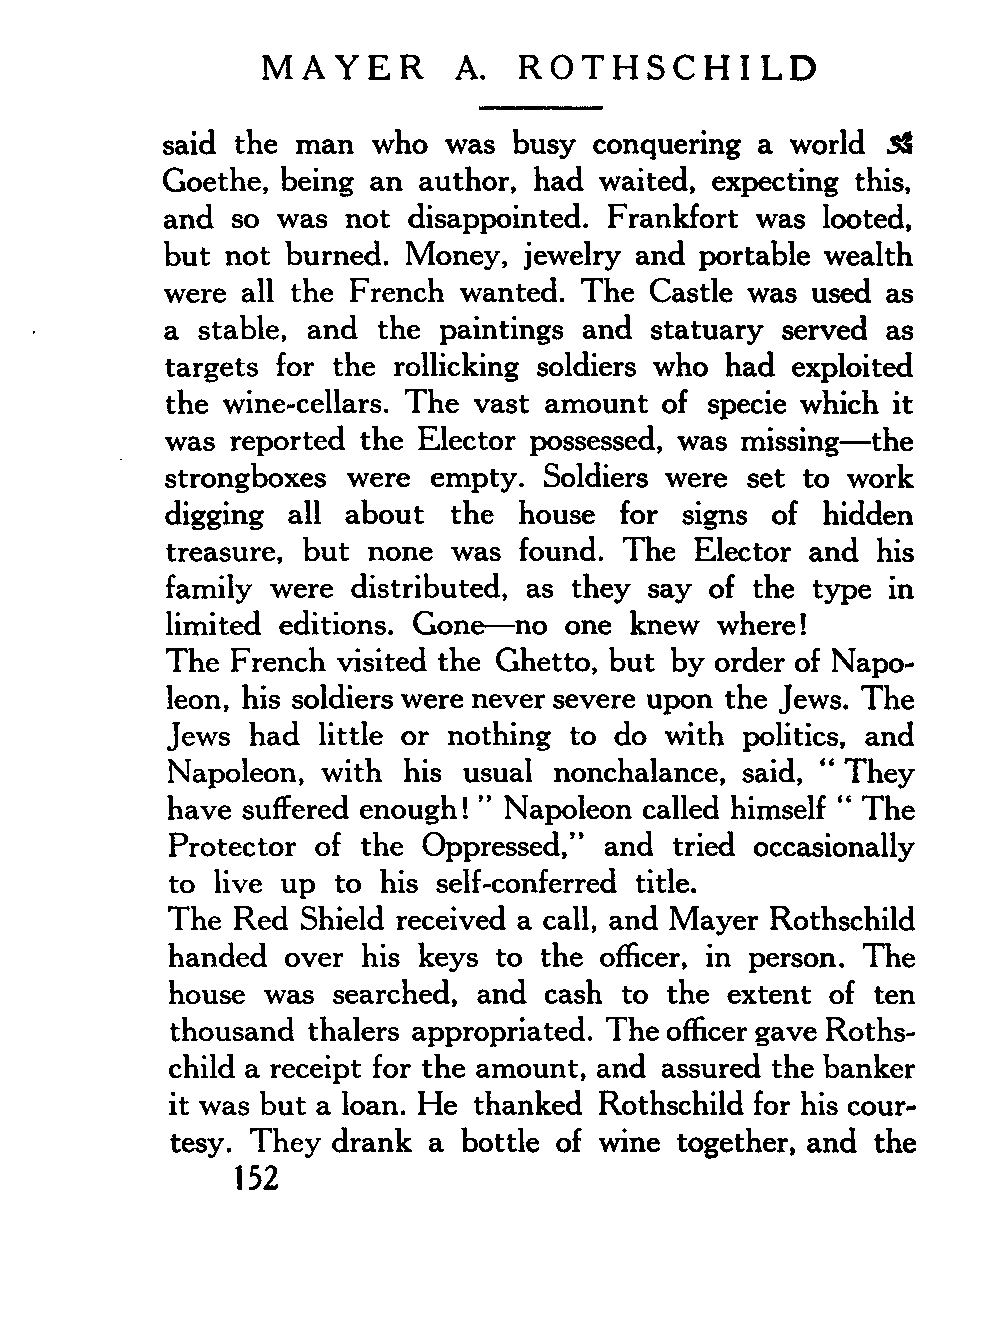 MAYER A. ROTHSCHILD
said the man who was busy conquering a world
Goethe, being an author, had waited, expecting this,
and so was not disappointed. Frankfort was looted,
but not burned. Money, jewelry and portable wealth
were all the French wanted. The Castle was used as
a stable, and the paintings and statuary served as
targets for the rollicking soldiers who had exploited
the wine-cellars. The vast amount of specie which it
was reported the Elector possessed, was missing—the
strongboxes were empty. Soldiers were set to work
digging all about the house for signs of hidden
treasure, but none was found. The Elector and his
family were distributed, as they say of the type in
limited editions. Gone—no one knew where!
The French visited the Ghetto, but by order of Napo-
leon, his soldiers were never severe upon the Jews. The
Jews had little or nothing to do with politics, and
Napoleon, with his usual nonchalance, said, “ They
have suffered enough! ” Napoleon called himself “ The
Protector of the Oppressed,” and tried occasionally
to live up to his self-conferred title.
The Red Shield received a call, and Mayer Rothschild
handed over his keys to the officer, in person. The
house was searched, and cash to the extent of ten
thousand thalers appropriated. The officer gave Roths-
child a receipt for the amount, and assured the banker
it was but a loan. He thanked Rothschild for his cour-
tesy. They drank a bottle of wine together, and the
152